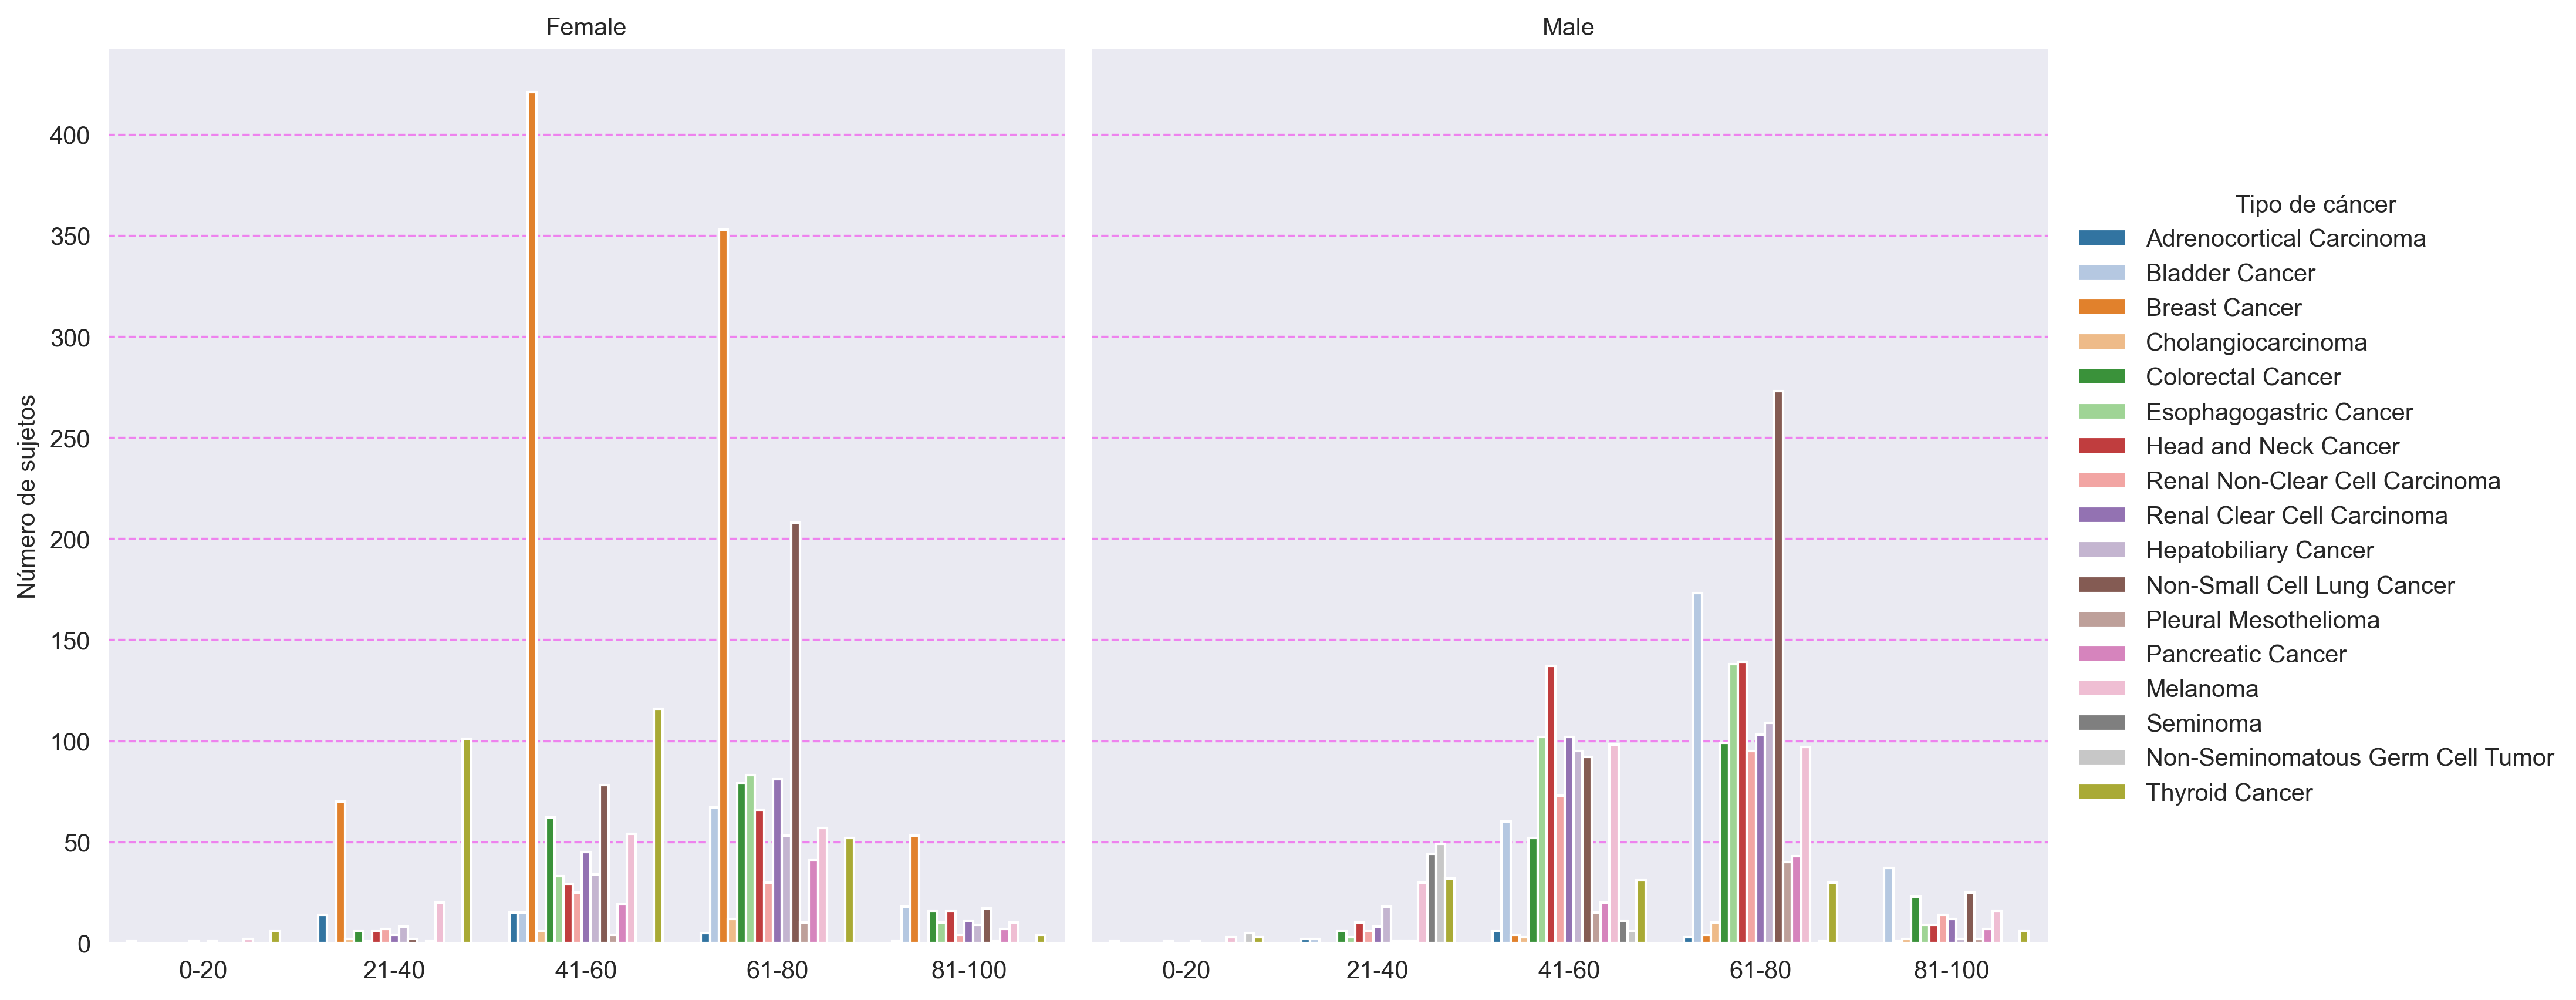 Female
Male
Número de sujetos
400
350
300
250
200
150
100
50
0
0-20
21-40
41-60
61-80
81-100
0-20
21-40
41-60
61-80
81-100
Tipo de cáncer
Adrenocortical Carcinoma
Bladder Cancer
Breast Cancer
Cholangiocarcinoma
Colorectal Cancer
Esophagogastric Cancer
Head and Neck Cancer
Renal Non-Clear Cell Carcinoma
Renal Clear Cell Carcinoma
Hepatobiliary Cancer
Non-Small Cell Lung Cancer
Pleural Mesothelioma
Pancreatic Cancer
Melanoma
Seminoma
Non-Seminomatous Germ Cell Tumor
Thyroid Cancer